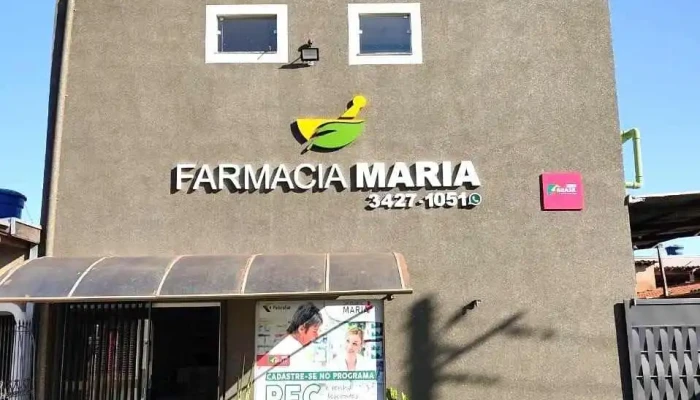 FARMACIA MARIA
3427-1051
MARIA
CADASTRE-SE NO PROGRAMA